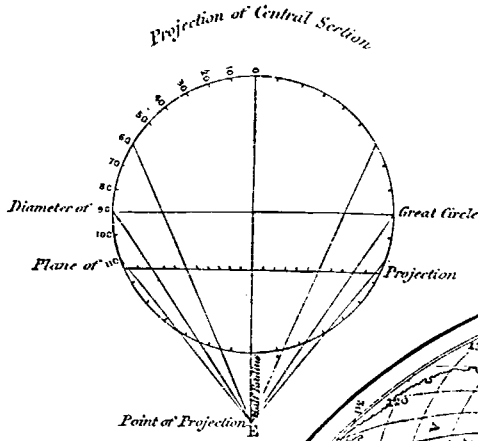 Projection of Central Section
0
10
20
30
40
50
60
70
80
Diameter of 90 Great Circle
100
Plane of 110 Projection
Half Radius
Point of Projection E
120